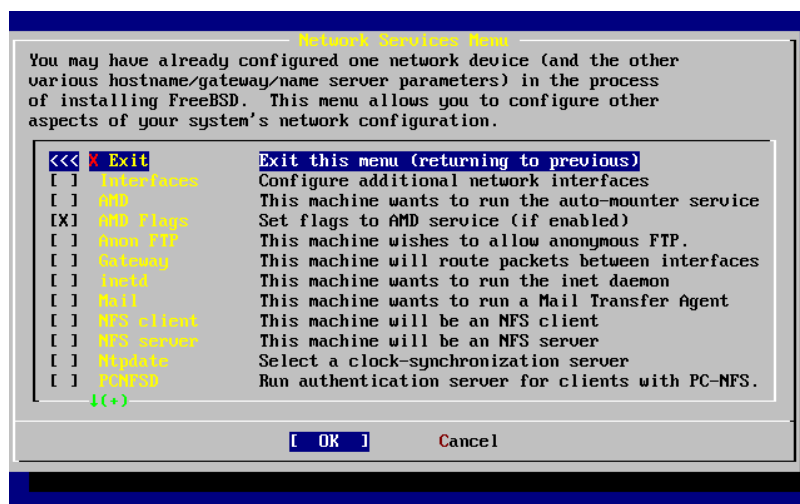 Network Services Menu
You may have already configured one network device (and the other
various hostname/gateway/name server parameters) in the process
of installing FreeBSD.  This menu allows you to configure other
aspects of your system's network configuration.
<<< X Exit Exit this menu (returning to previous)
[ ] Interfaces Configure additional network interfaces
[ ] AMD This machine wants to run the auto-mounter service
[X] AMD Flags Set flags to AMD service (if enabled)
[ ] Anon FTP This machine wishes to allow anonymous FTP.
[ ] Gateway This machine will route packets between interfaces
[ ] inetd This machine wants to run the inet daemon
[ ] Mail This machine wants to run a Mail Transfer Agent
[ ] NFS client This machine will be an NFS client
[ ] NFS server This machine will be an NFS server
[ ] Ntpdate Select a clock-synchronization server
[ ] PCNFSD Run authentication server for clients with PC-NFS.
↓(+)
[ OK ] Cancel